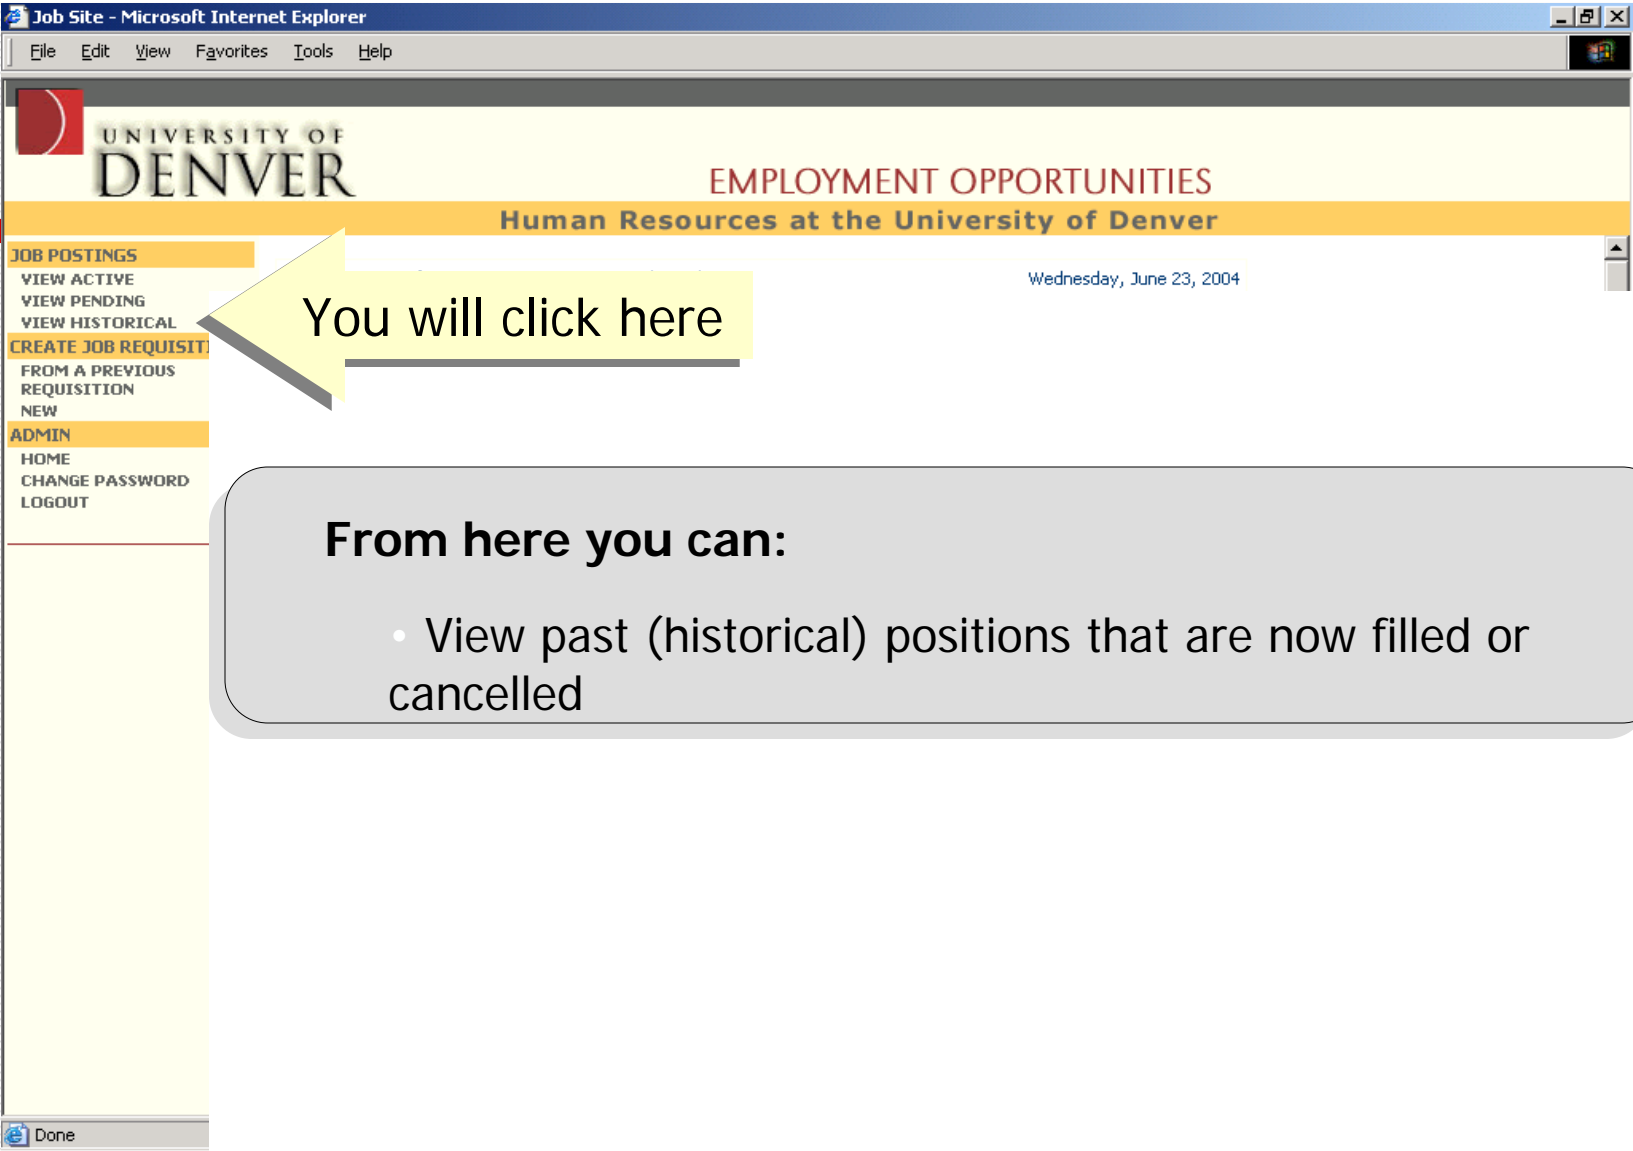 Job Site - Microsoft Internet Explorer
File Edit View Favorites Tools Help
UNIVERSITY OF
DENVER
EMPLOYMENT OPPORTUNITIES
Human Resources at the University of Denver
JOB POSTINGS
VIEW ACTIVE
VIEW PENDING
VIEW HISTORICAL
CREATE JOB REQUISITI
FROM A PREVIOUS
REQUISITION
NEW
ADMIN
HOME
CHANGE PASSWORD
LOGOUT
Wednesday, June 23, 2004
You will click here
From here you can:
• View past (historical) positions that are now filled or
cancelled
Done